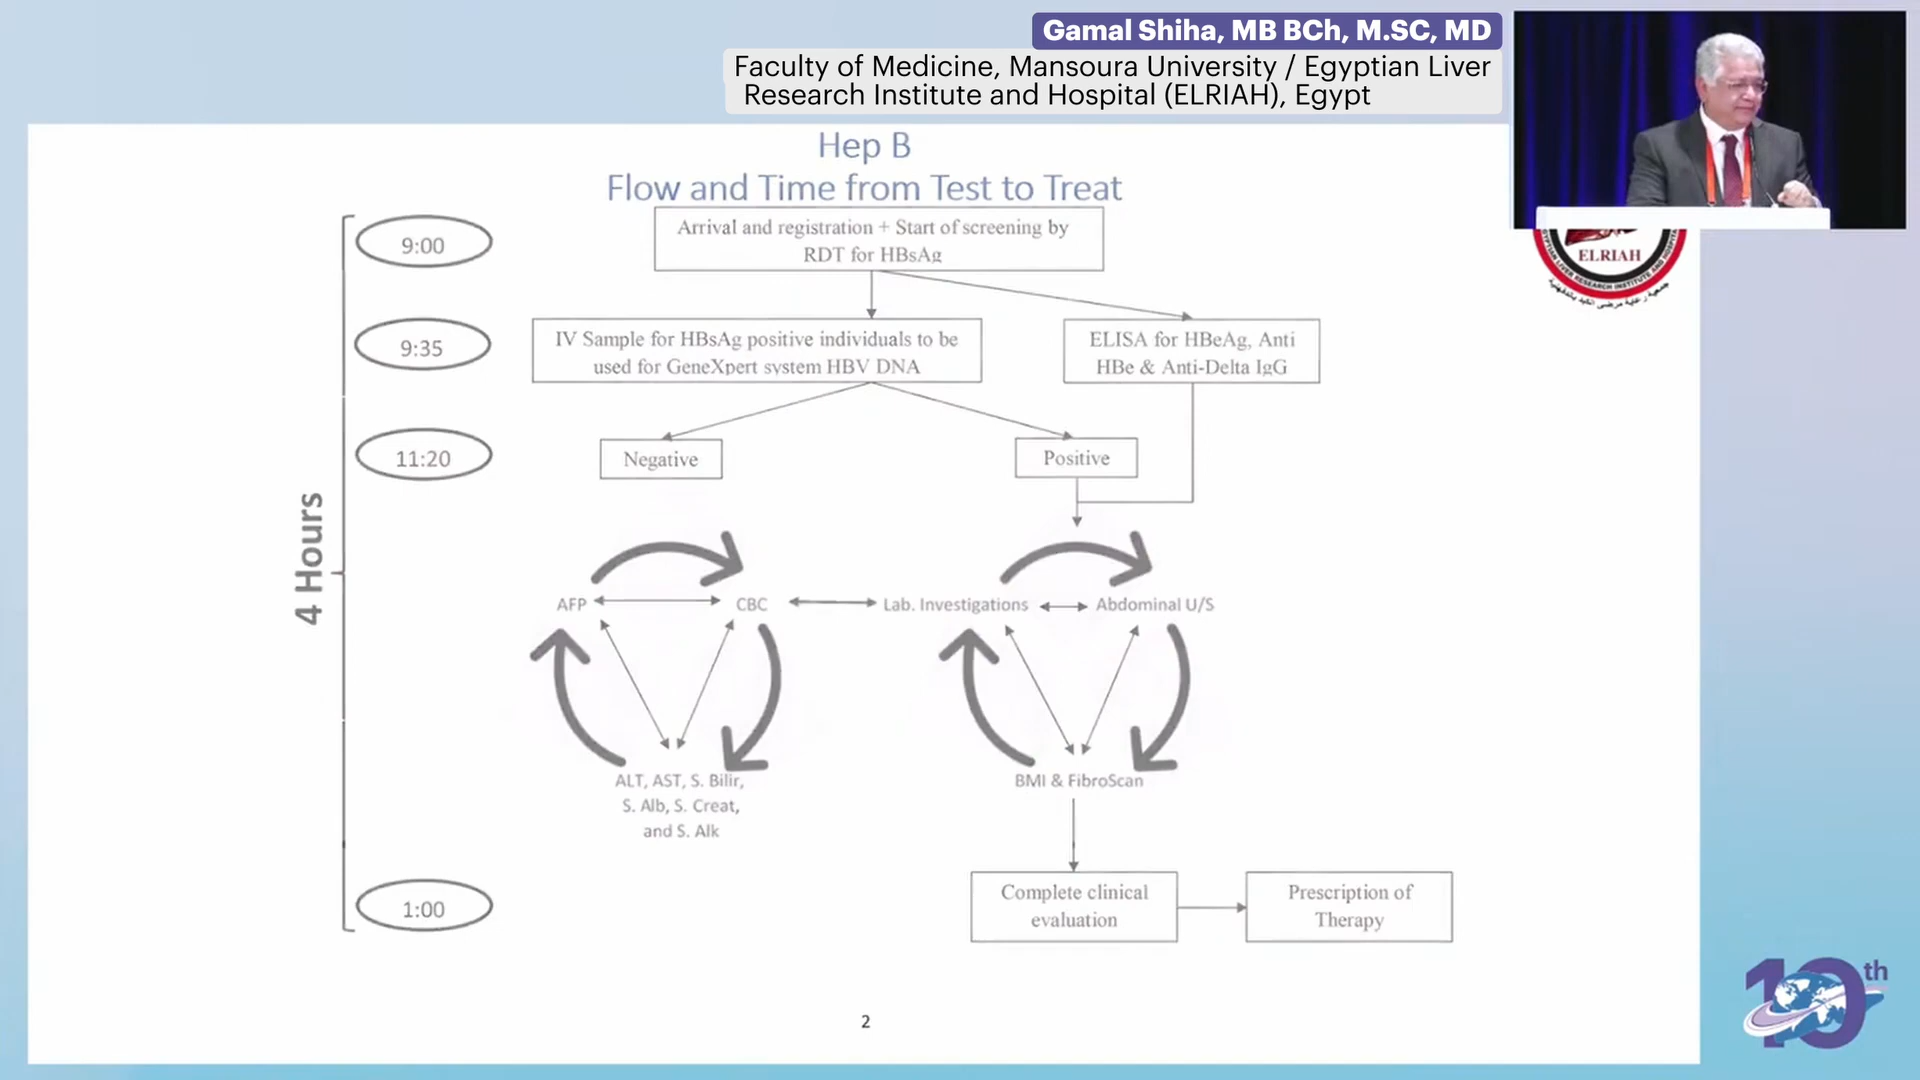 Gamal Shiha, MB BCh, M.SC, MD
Faculty of Medicine, Mansoura University / Egyptian Liver
Research Institute and Hospital (ELRIAH), Egypt
Hep B
Flow and Time from Test to Treat
9:00
Arrival and registration + Start of screening by
RDT for HBsAg
ELRIAH
9:35
IV Sample for HBsAg positive individuals to be
used for GeneXpert system HBV DNA
ELISA for HBeAg, Anti
HBe & Anti-Delta IgG
11:20
Negative
Positive
4 Hours
AFP
CBC
Lab. Investigations
Abdominal U/S
ALT, AST, S. Bilir,
S. Alb, S. Creat,
and S. Alk
BMI & FibroScan
1:00
Complete clinical
evaluation
Prescription of
Therapy
2
10th